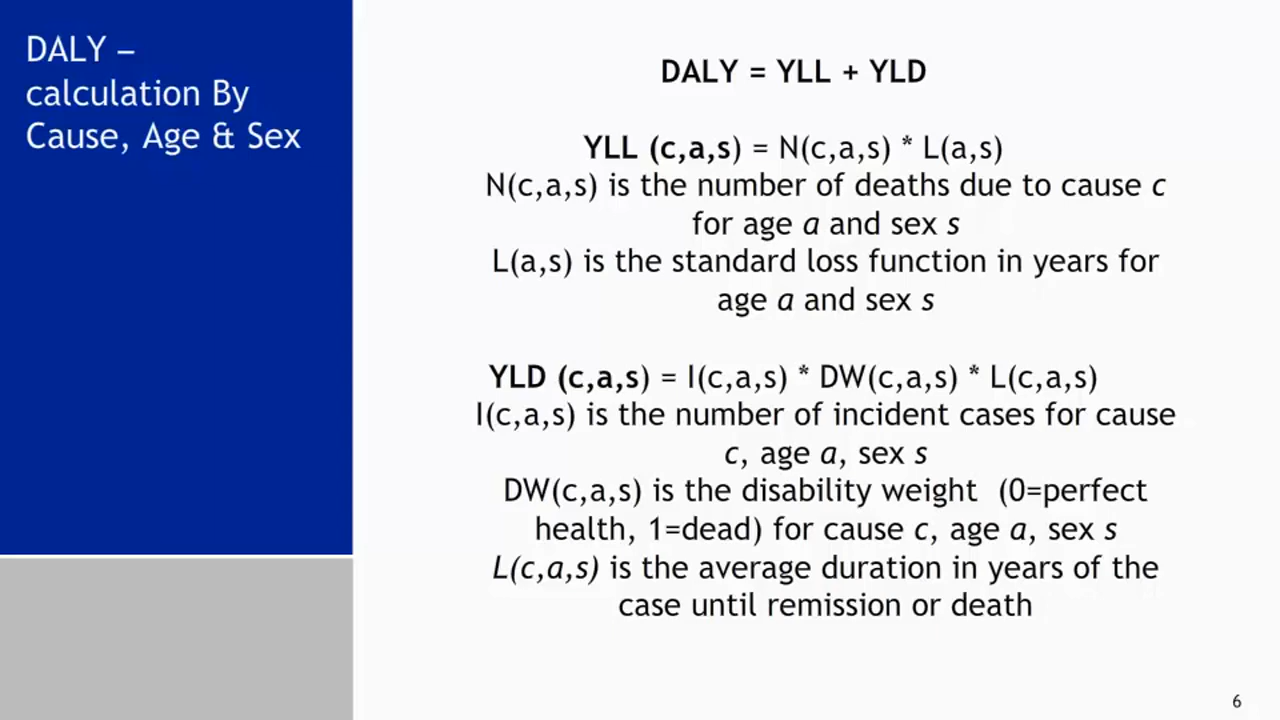 DALY –
calculation By
Cause, Age & Sex
DALY = YLL + YLD
YLL (c,a,s) = N(c,a,s) * L(a,s)
N(c,a,s) is the number of deaths due to cause c
for age a and sex s
L(a,s) is the standard loss function in years for
age a and sex s
YLD (c,a,s) = I(c,a,s) * DW(c,a,s) * L(c,a,s)
I(c,a,s) is the number of incident cases for cause
c, age a, sex s
DW(c,a,s) is the disability weight  (0=perfect
health, 1=dead) for cause c, age a, sex s
L(c,a,s) is the average duration in years of the
case until remission or death
6